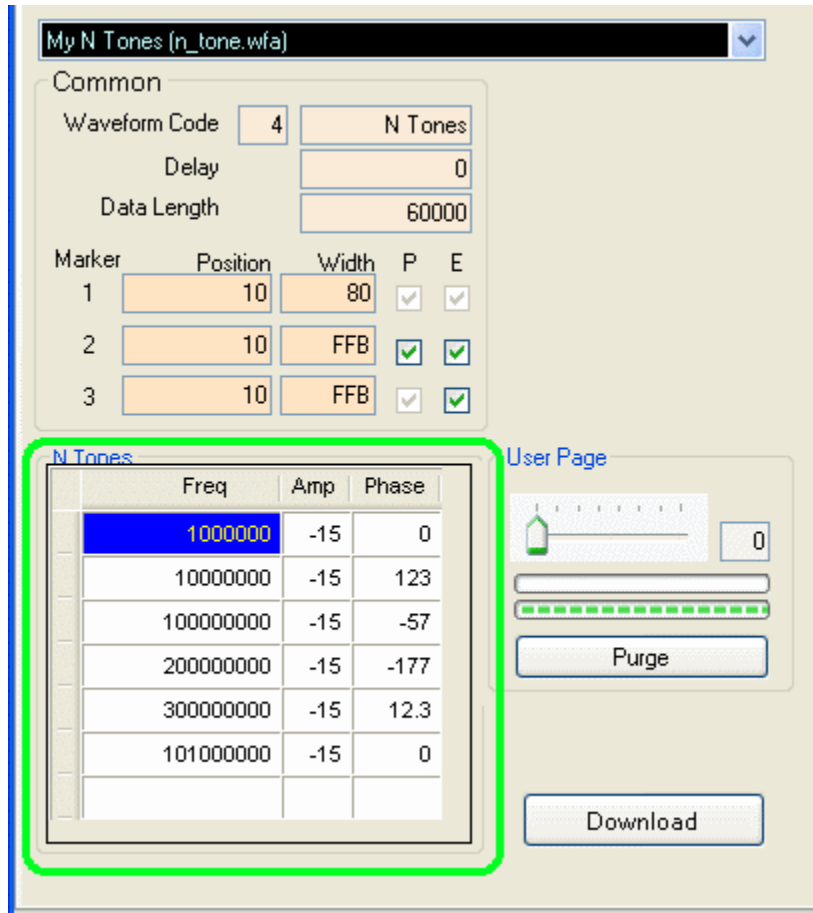 My N Tones (n_tone.wfa)
Common
Waveform Code 4 N Tones
Delay 0
Data Length 60000
Marker Position Width P E
1 10 80
2 10 FFB
3 10 FFB
N Tones
Freq Amp Phase
1000000 -15 0
10000000 -15 123
100000000 -15 -57
200000000 -15 -177
300000000 -15 12.3
101000000 -15 0
User Page
0
Purge
Download